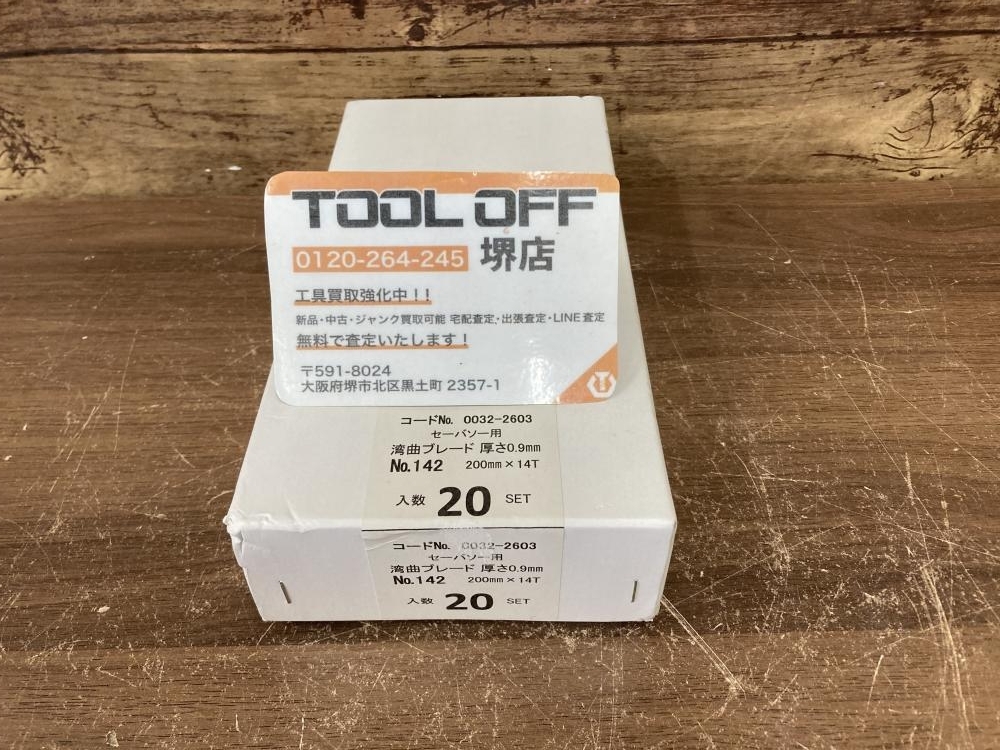 TOOL OFF
0120-264-245 堺店
工具買取強化中！！
新品・中古・ジャンク買取可能 宅配査定・出張査定・LINE査定
無料で査定いたします！
〒591-8024
大阪府堺市北区黒土町 2357-1
コードNo. 0032-2603
セーバソー用
湾曲ブレード 厚さ0.9mm
No.142 200mm×14T
入数 20 SET
コードNo. 0032-2603
セーバソー用
湾曲ブレード 厚さ0.9mm
No.142 200mm×14T
入数 20 SET